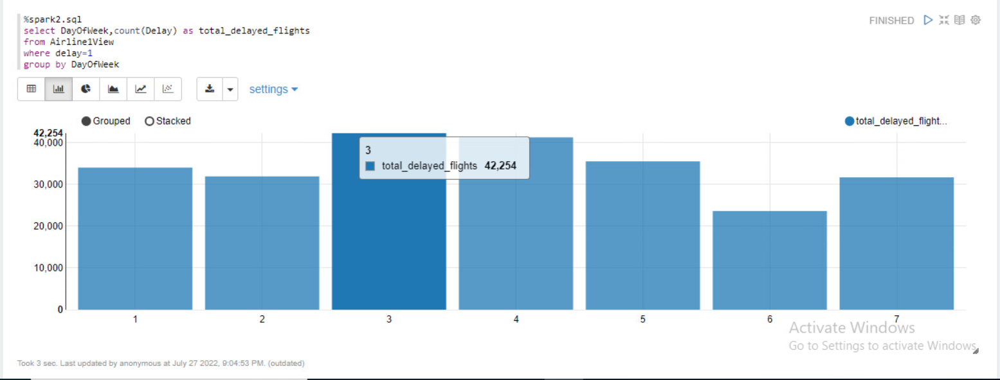 %spark2.sql
FINISHED
select DayOfWeek,count(Delay) as total_delayed_flights
from Airline1View
where delay=1
group by DayOfWeek
settings
Grouped Stacked
total_delayed_flight...
42,254
40,000
3
total_delayed_flights 42,254
30,000
20,000
10,000
0
1 2 3 4 5 6 7
Activate Windows
Go to Settings to activate Windows.
Took 3 sec. Last updated by anonymous at July 27 2022, 9:04:53 PM. (outdated)